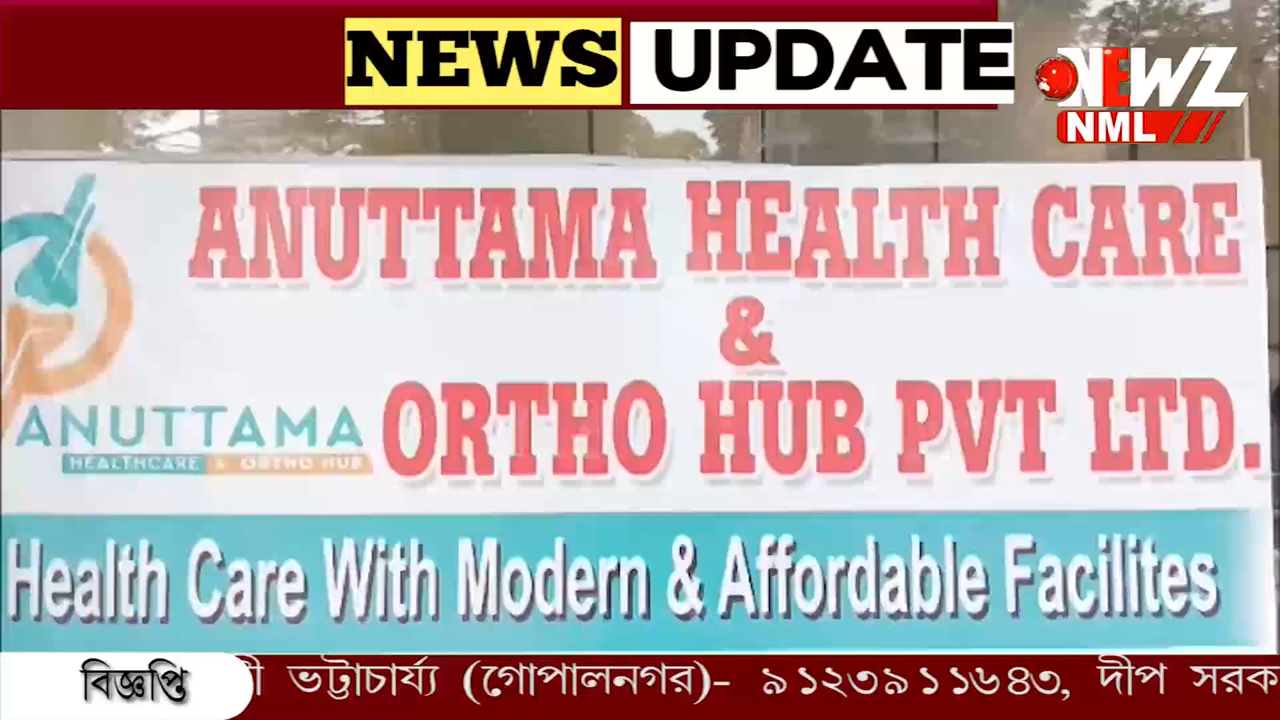 NEWS UPDATE
NEWZ
NML
ANUTTAMA HEALTH CARE
&
ORTHO HUB PVT LTD.
ANUTTAMA
HEALTHCARE & ORTHO HUB
Health Care With Modern & Affordable Facilites
বিজ্ঞপ্তি
ভট্টাচার্য্য (গোপালনগর)- ৯১২৩৯১১৬৪৩, দীপ সরক